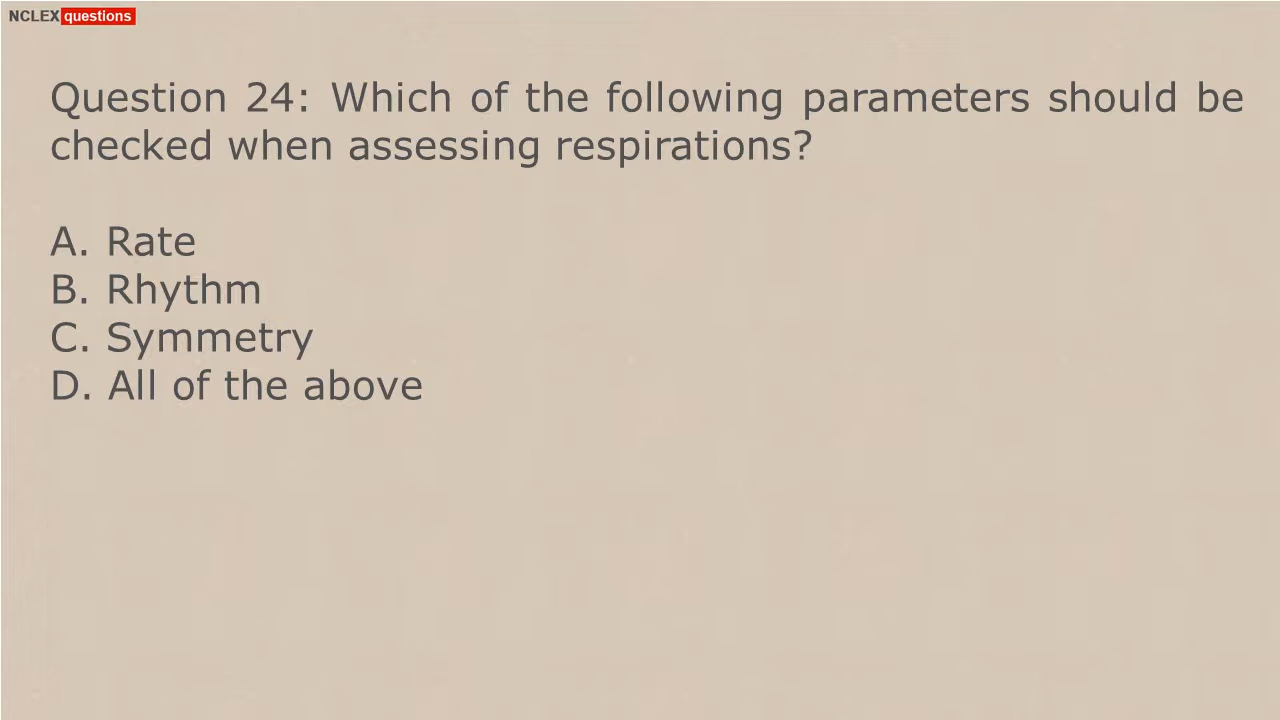 NCLEX questions
Question 24: Which of the following parameters should be
checked when assessing respirations?
A. Rate
B. Rhythm
C. Symmetry
D. All of the above